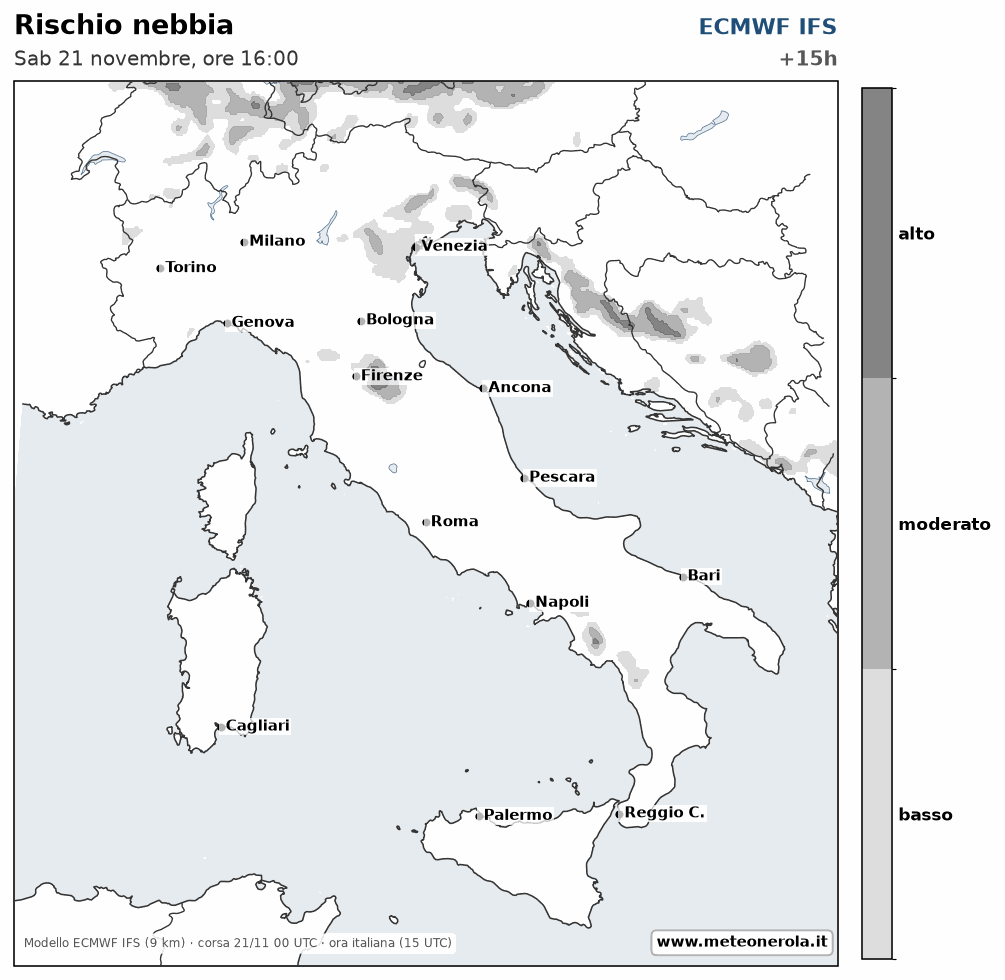 Rischio nebbia
ECMWF IFS
Sab 21 novembre, ore 16:00
+15h
alto
Milano
Venezia
Torino
Genova
Bologna
Firenze
Ancona
Pescara
Roma
moderato
Bari
Napoli
Cagliari
Palermo
Reggio C.
basso
Modello ECMWF IFS (9 km) · corsa 21/11 00 UTC · ora italiana (15 UTC)
www.meteonerola.it